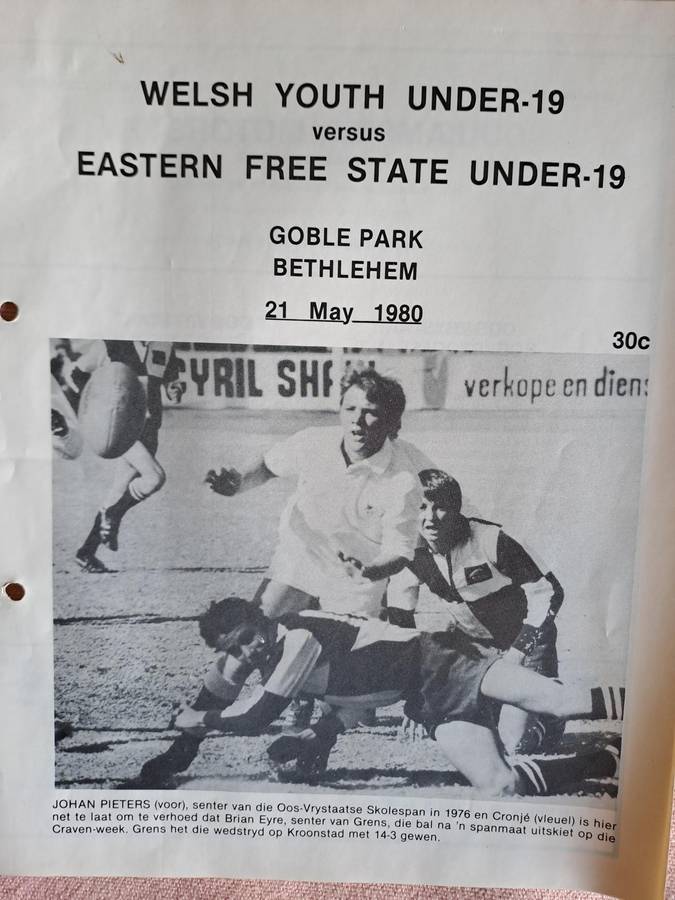 WELSH YOUTH UNDER-19
versus
EASTERN FREE STATE UNDER-19
GOBLE PARK
BETHLEHEM
21 May 1980
30c
CYRIL SHA
verkope en diens
JOHAN PIETERS (voor), senter van die Oos-Vrystaatse Skolespan in 1976 en Cronjé (vleuel) is hier
net te laat om te verhoed dat Brian Eyre, senter van Grens, die bal na 'n spanmaat uitskiet op die
Craven-week. Grens het die wedstryd op Kroonstad met 14-3 gewen.